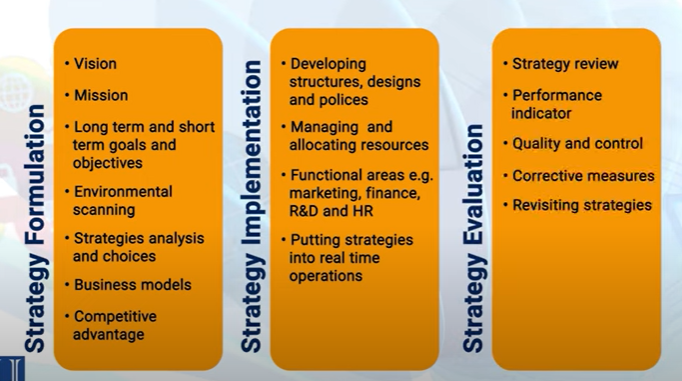 Strategy Formulation
• Vision
• Mission
• Long term and short
term goals and
objectives
• Environmental
scanning
• Strategies analysis
and choices
• Business models
• Competitive
advantage
Strategy Implementation
• Developing
structures, designs
and polices
• Managing and
allocating resources
• Functional areas e.g.
marketing, finance,
R&D and HR
• Putting strategies
into real time
operations
Strategy Evaluation
• Strategy review
• Performance
indicator
• Quality and control
• Corrective measures
• Revisiting strategies